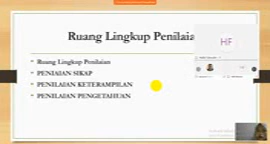 Ruang Lingkup Penilaia
HF
• Ruang Lingkup Penilaian
• PENIAIAN SIKAP
• PENILAIAN KETERAMPILAN
• PENILAIAN PENGETAHUAN